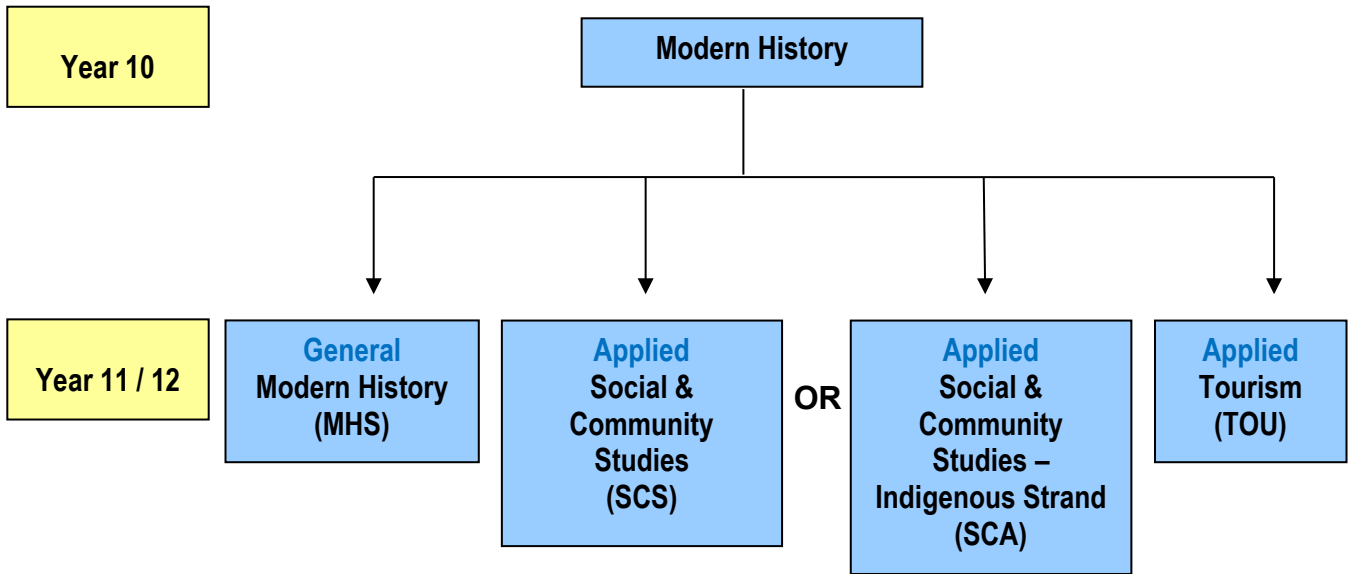 Year 10
Modern History
Year 11 / 12
General
Modern History
(MHS)
Applied
Social &
Community
Studies
(SCS)
OR
Applied
Social &
Community
Studies –
Indigenous Strand
(SCA)
Applied
Tourism
(TOU)